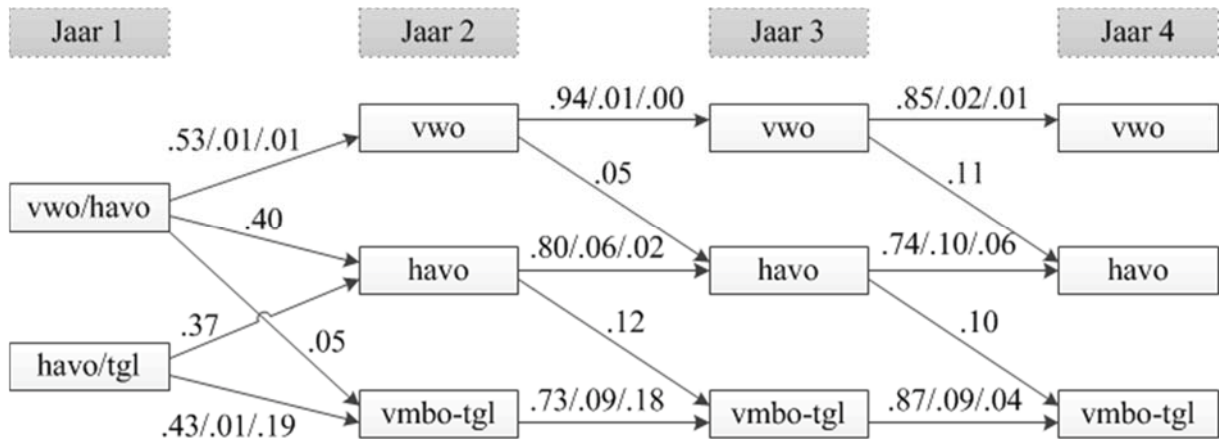 Jaar 1 Jaar 2 Jaar 3 Jaar 4
.94/.01/.00 .85/.02/.01
vwo vwo vwo
.53/.01/.01
.05 .11
vwo/havo
.40 .80/.06/.02 .74/.10/.06
havo havo havo
.37 .12 .10
.05
havo/tgl
.73/.09/.18 .87/.09/.04
vmbo-tgl vmbo-tgl vmbo-tgl
.43/.01/.19